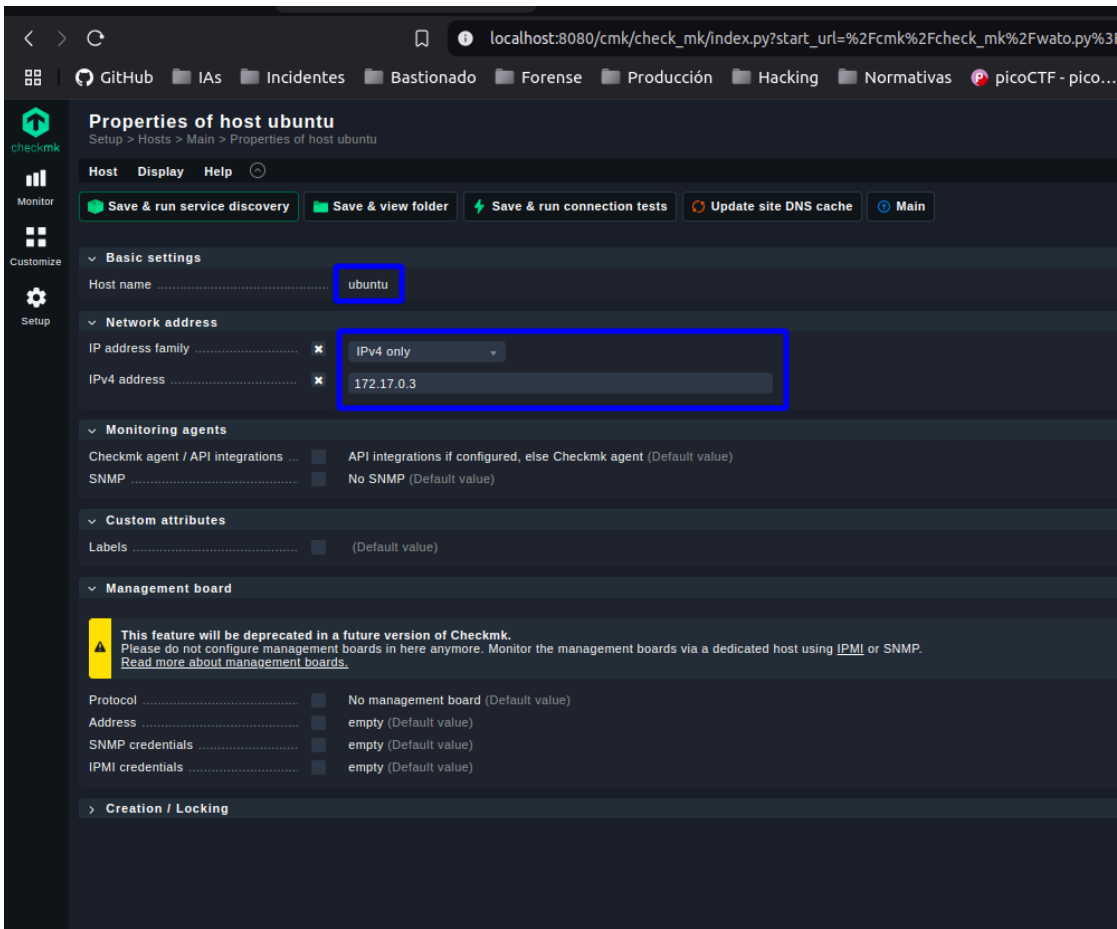 localhost:8080/cmk/check_mk/index.py?start_url=%2Fcmk%2Fcheck_mk%2Fwato.py%3
GitHub IAs Incidentes Bastionado Forense Producción Hacking Normativas picoCTF - pico...
checkmk
Monitor
Customize
Setup
Properties of host ubuntu
Setup > Hosts > Main > Properties of host ubuntu
Host Display Help
Save & run service discovery Save & view folder Save & run connection tests Update site DNS cache Main
Basic settings
Host name ubuntu
Network address
IP address family IPv4 only
IPv4 address 172.17.0.3
Monitoring agents
Checkmk agent / API integrations ... API integrations if configured, else Checkmk agent (Default value)
SNMP No SNMP (Default value)
Custom attributes
Labels (Default value)
Management board
This feature will be deprecated in a future version of Checkmk.
Please do not configure management boards in here anymore. Monitor the management boards via a dedicated host using IPMI or SNMP.
Read more about management boards.
Protocol No management board (Default value)
Address empty (Default value)
SNMP credentials empty (Default value)
IPMI credentials empty (Default value)
Creation / Locking